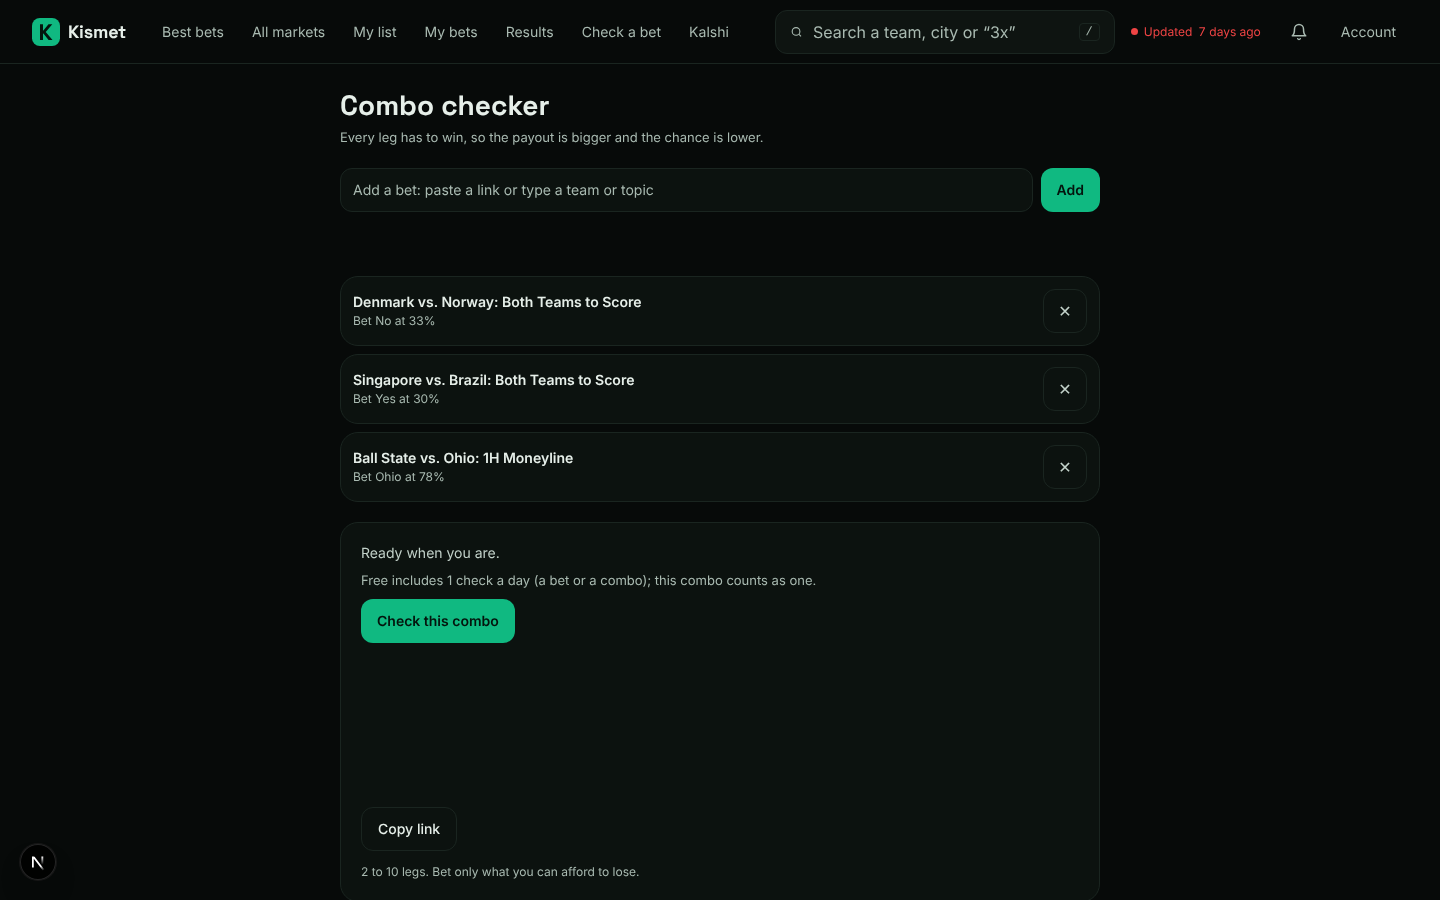 K Kismet
Best bets
All markets
My list
My bets
Results
Check a bet
Kalshi
Search a team, city or “3x”
/
Updated 7 days ago
Account
Combo checker
Every leg has to win, so the payout is bigger and the chance is lower.
Add a bet: paste a link or type a team or topic
Add
Denmark vs. Norway: Both Teams to Score
Bet No at 33%
Singapore vs. Brazil: Both Teams to Score
Bet Yes at 30%
Ball State vs. Ohio: 1H Moneyline
Bet Ohio at 78%
Ready when you are.
Free includes 1 check a day (a bet or a combo); this combo counts as one.
Check this combo
Copy link
N
2 to 10 legs. Bet only what you can afford to lose.